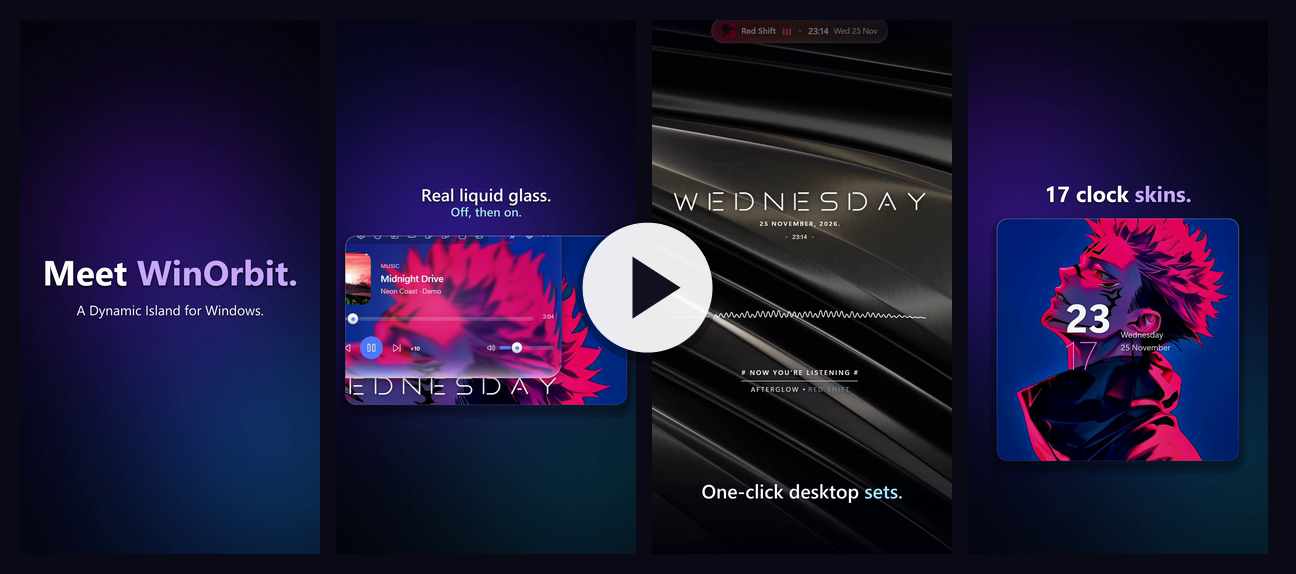 Meet WinOrbit.
A Dynamic Island for Windows.
Real liquid glass.
Off, then on.
MUSIC
Midnight Drive
Neon Coast · Demo
2:04
+10
EDNESDAY
Red Shift · 23:14 Wed 25 Nov
WEDNESDAY
25 NOVEMBER, 2026.
- 23:14 -
# NOW YOU'RE LISTENING #
AFTERGLOW • RED SHIFT
One-click desktop sets.
17 clock skins.
23
17
Wednesday
25 November